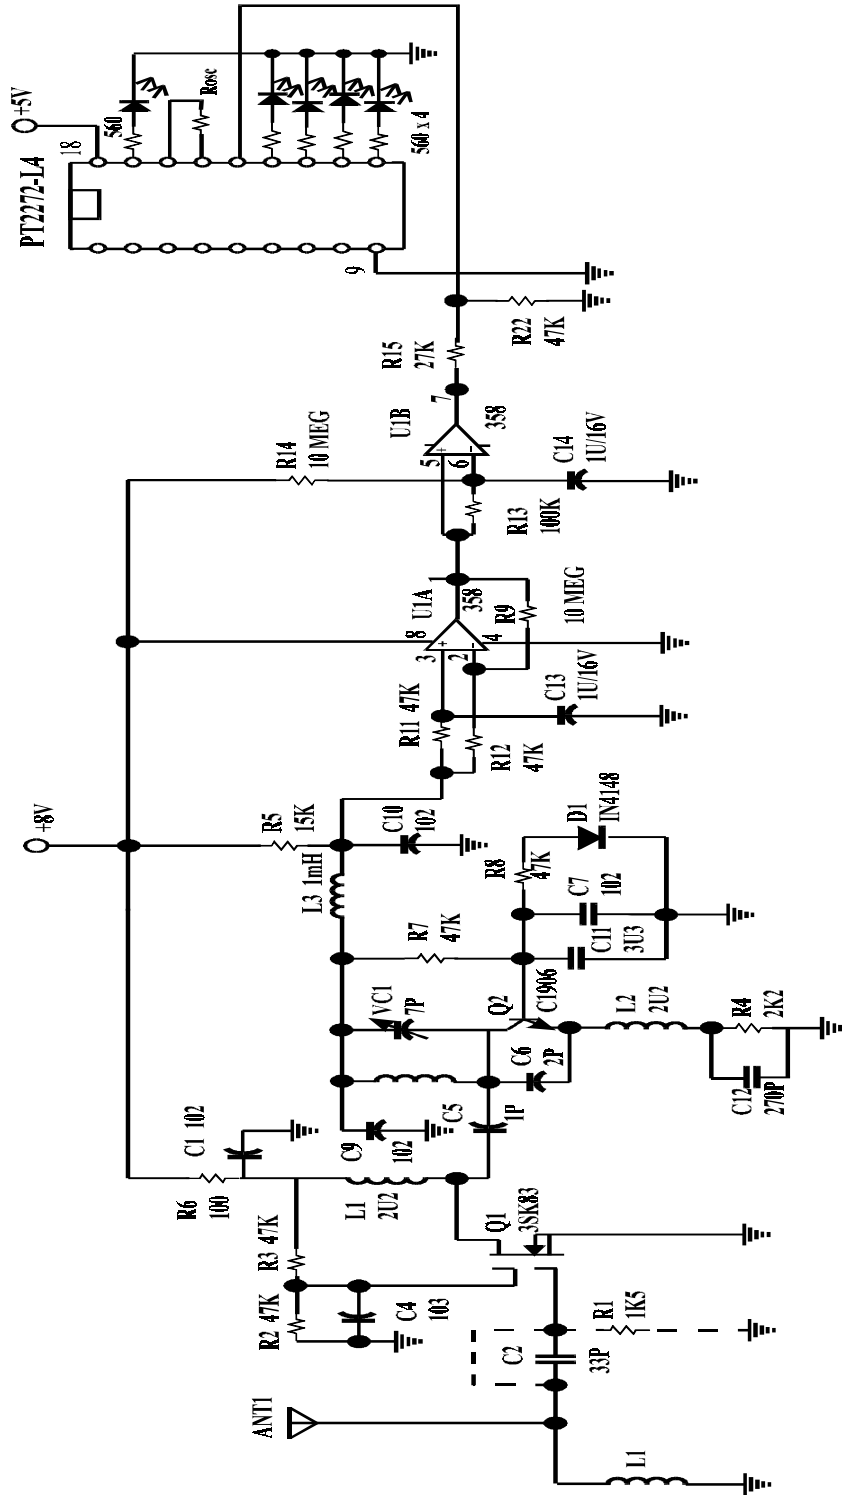 ANT1
L1
C2
33P
R1
1K5
R2 47K
R3 47K
C4
103
Q1
3SK83
R6
100
C1 102
L1
2U2
C9
102
C5
1P
C6
2P
VC1
7P
Q2
C1906
L2
2U2
C12
270P
R4
2K2
R7
47K
C11
3U3
C7
102
R8
47K
D1
IN4148
L3 1mH
R5
15K
+8V
C10
102
R11 47K
R12
47K
C13
1U/16V
3
2
8
4
U1A
1
358
R9
10 MEG
R13
100K
R14
10 MEG
C14
1U/16V
5
6
7
U1B
358
R15
27K
R22
47K
PT2272-L4
18
9
+5V
560
Rosc
560 x 4